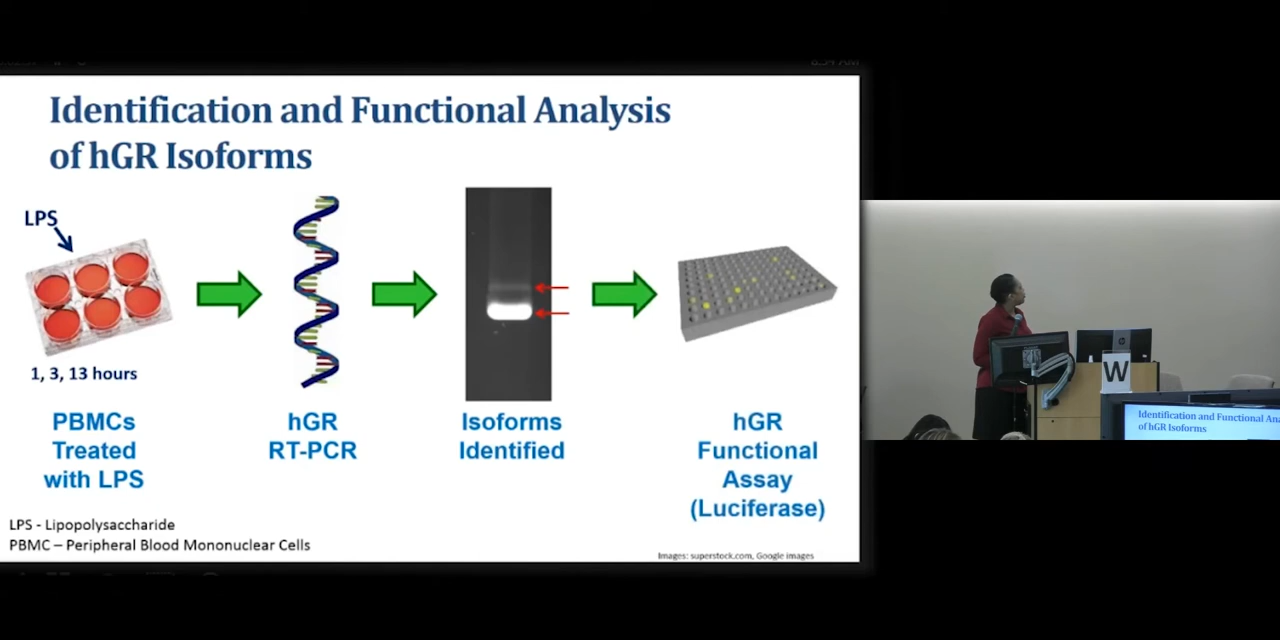 Identification and Functional Analysis
of hGR Isoforms
LPS
1, 3, 13 hours
PBMCs
Treated
with LPS
hGR
RT-PCR
Isoforms
Identified
hGR
Functional
Assay
(Luciferase)
LPS - Lipopolysaccharide
PBMC – Peripheral Blood Mononuclear Cells
Images: superstock.com, Google images
W
Identification and Functional Ana
of hGR Isoforms